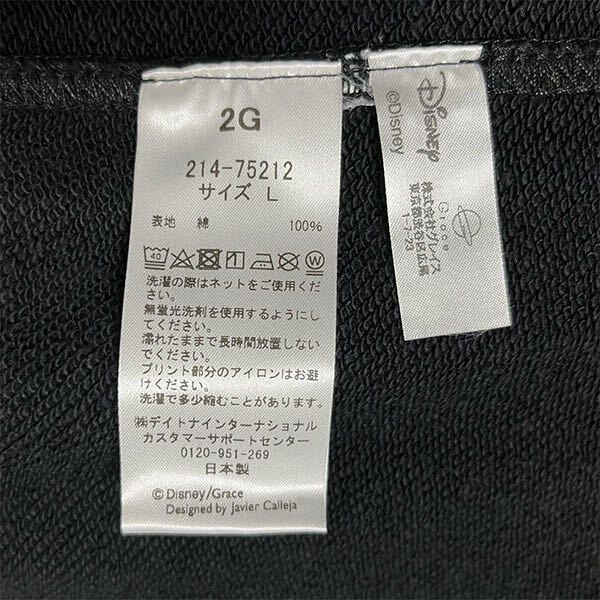 2G
214-75212
サイズ L
表地 綿 100%
40
洗濯の際はネットをご使用くださ
い。
無蛍光洗剤を使用するようにし
てください。
濡れたままで長時間放置しない
でください。
プリント部分のアイロンはお避
けください。
洗濯で多少縮むことがあります。
㈱デイトナインターナショナル
カスタマーサポートセンター
0120-951-269
日本製
©Disney/Grace
Designed by Javier Calleja
Disney
©Disney
Grace
株式会社グレイス
東京都渋谷区広尾
1-7-23